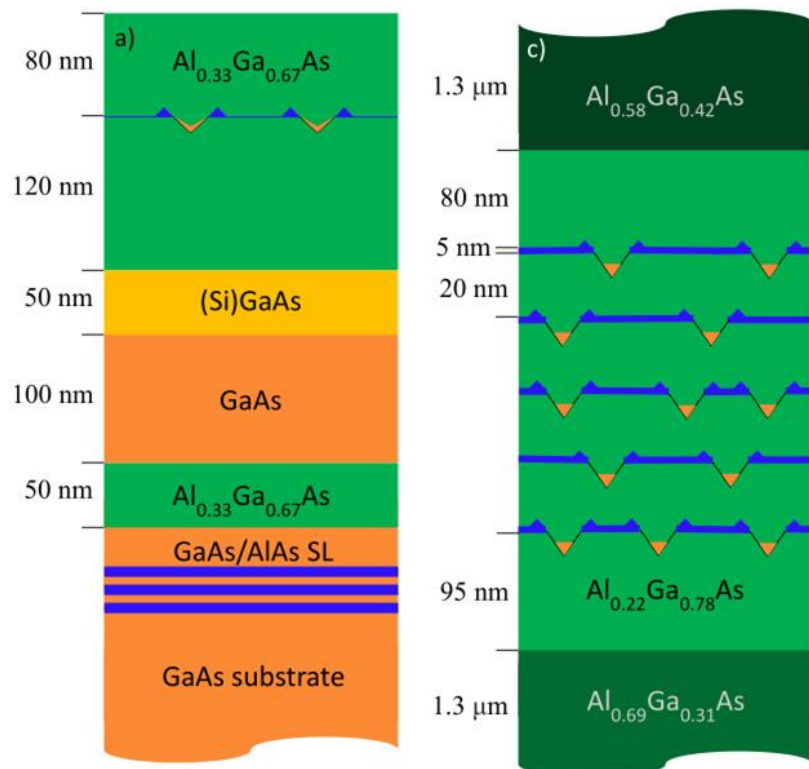 a)
80 nm
Al0.33Ga0.67As
120 nm
50 nm
(Si)GaAs
100 nm
GaAs
50 nm
Al0.33Ga0.67As
GaAs/AlAs SL
GaAs substrate
c)
1.3 μm
Al0.58Ga0.42As
80 nm
5 nm
20 nm
95 nm
Al0.22Ga0.78As
1.3 μm
Al0.69Ga0.31As